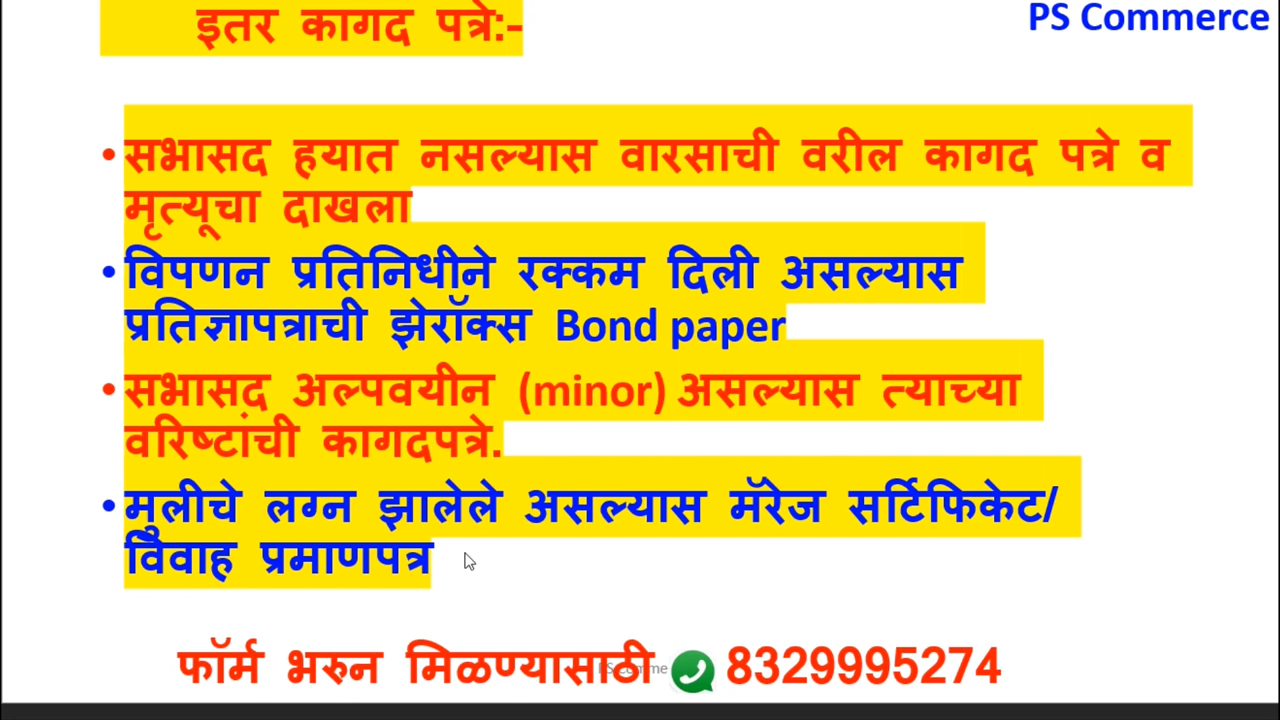 इतर कागद पत्रे:-
PS Commerce
•सभासद हयात नसल्यास वारसाची वरील कागद पत्रे व
मृत्यूचा दाखला
•विपणन प्रतिनिधीने रक्कम दिली असल्यास
प्रतिज्ञापत्राची झेरॉक्स Bond paper
•सभासद अल्पवयीन (minor) असल्यास त्याच्या
वरिष्टांची कागदपत्रे.
•मुलीचे लग्न झालेले असल्यास मॅरेज सर्टिफिकेट/
विवाह प्रमाणपत्र
फॉर्म भरुन मिळण्यासाठी 8329995274